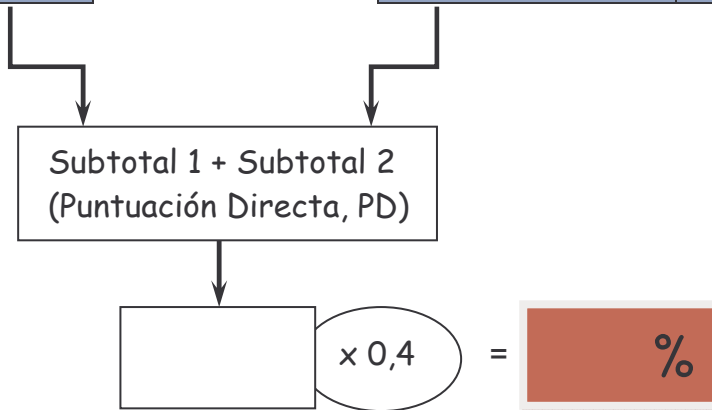 Subtotal 1 + Subtotal 2
(Puntuación Directa, PD)
x 0,4
=
%